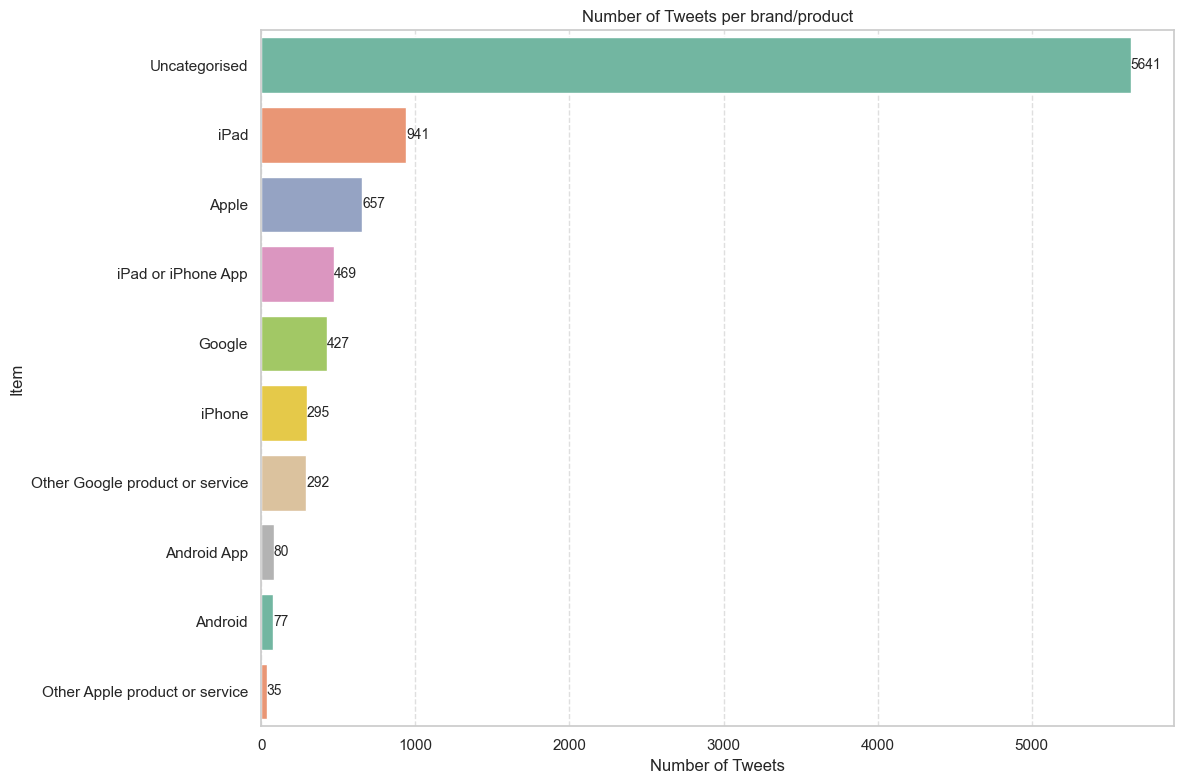 Number of Tweets per brand/product
Uncategorised
5641
iPad
941
Apple
657
iPad or iPhone App
469
Google
427
Item
iPhone
295
Other Google product or service
292
Android App
80
Android
77
Other Apple product or service
35
0 1000 2000 3000 4000 5000
Number of Tweets